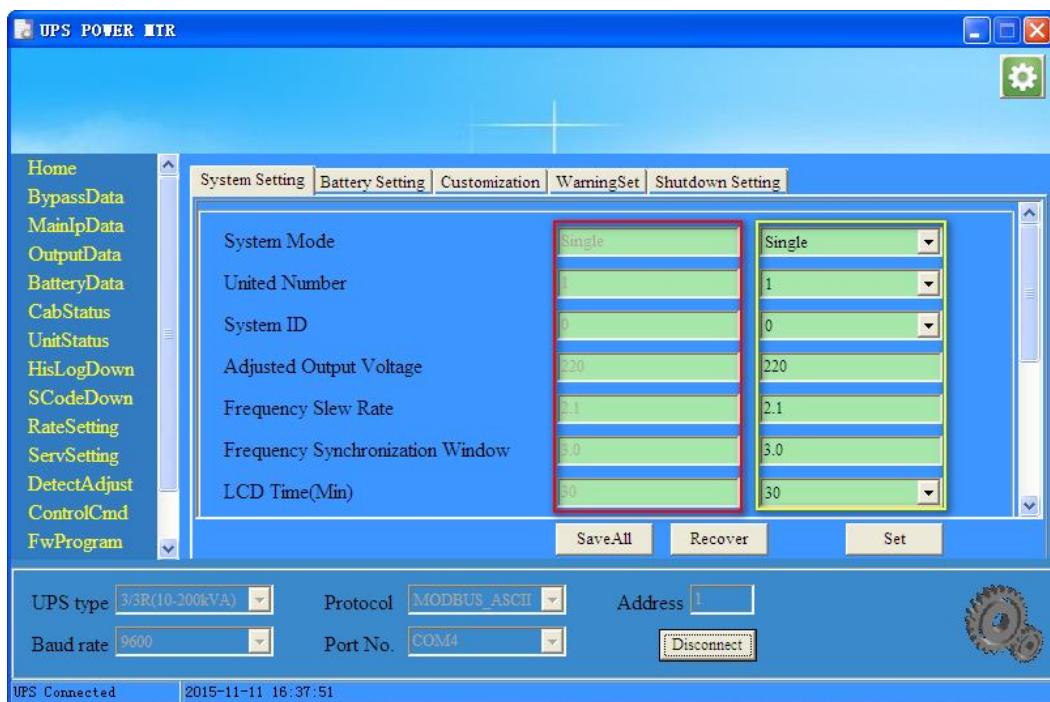 UPS POWER MTR
Home
BypassData
MainIpData
OutputData
BatteryData
CabStatus
UnitStatus
HisLogDown
SCodeDown
RateSetting
ServSetting
DetectAdjust
ControlCmd
FwProgram
System Setting Battery Setting Customization WarningSet Shutdown Setting
System Mode Single Single
United Number 1 1
System ID 0 0
Adjusted Output Voltage 220 220
Frequency Slew Rate 2.1 2.1
Frequency Synchronization Window 3.0 3.0
LCD Time(Min) 30 30
SaveAll Recover Set
UPS type 3/3R(10-200kVA) Protocol MODBUS_ASCII Address 1
Baud rate 9600 Port No. COM4 Disconnect
UPS Connected 2015-11-11 16:37:51